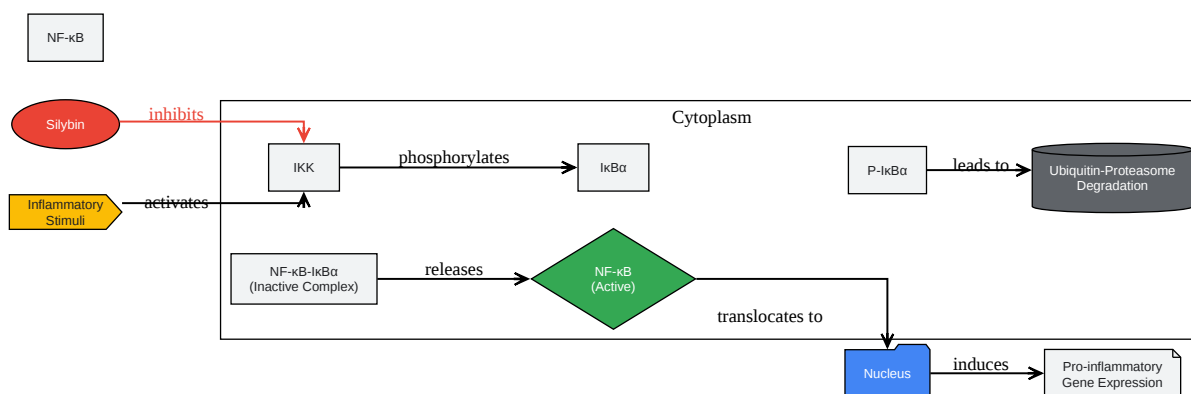 NF-κB
Silybin
inhibits
Cytoplasm
IKK
phosphorylates
IκBα
P-IκBα
leads to
Ubiquitin-Proteasome
Degradation
Inflammatory
Stimuli
activates
NF-κB-IκBα
(Inactive Complex)
releases
NF-κB
(Active)
translocates to
Nucleus
induces
Pro-inflammatory
Gene Expression